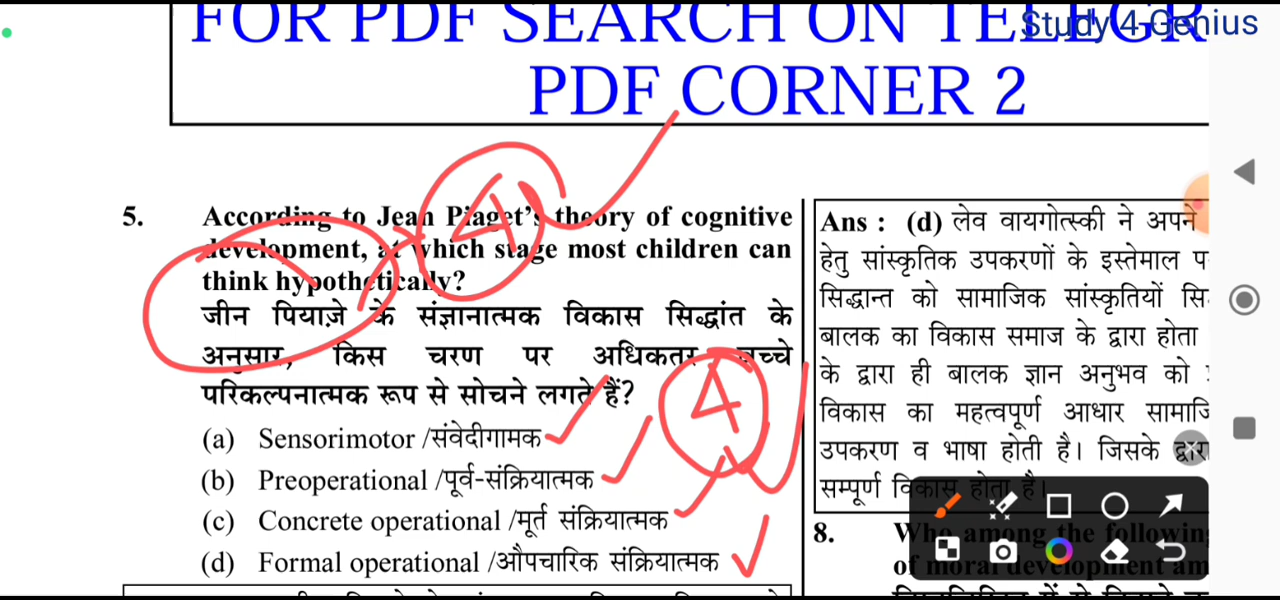 FOR PDF SEARCH ON TELEGR
Study 4 Genius
PDF CORNER 2
5. According to Jean Piaget's theory of cognitive
development, at which stage most children can
think hypothetically?
जीन पियाज़े के संज्ञानात्मक विकास सिद्धांत के
अनुसार, किस चरण पर अधिकतर बच्चे
परिकल्पनात्मक रूप से सोचने लगते हैं?
(a) Sensorimotor /संवेदीगामक
(b) Preoperational /पूर्व-संक्रियात्मक
(c) Concrete operational /मूर्त संक्रियात्मक
(d) Formal operational /औपचारिक संक्रियात्मक
4
4
Ans : (d) लेव वायगोत्स्की ने अपने
हेतु सांस्कृतिक उपकरणों के इस्तेमाल प
सिद्धान्त को सामाजिक सांस्कृतियों सि
बालक का विकास समाज के द्वारा होता
के द्वारा ही बालक ज्ञान अनुभव को
विकास का महत्वपूर्ण आधार सामाजि
उपकरण व भाषा होती है। जिसके द्वारा
सम्पूर्ण विकास होता है।
8. Who among the following
of moral development am